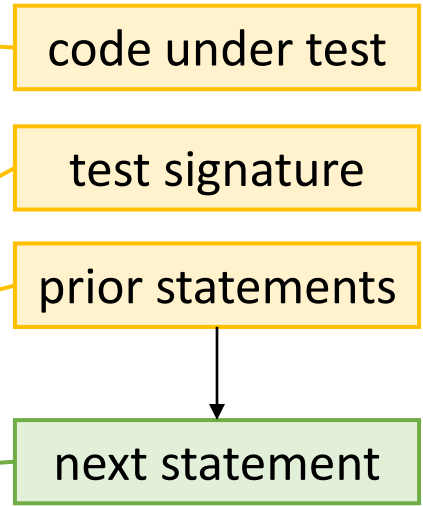 code under test
test signature
prior statements
next statement